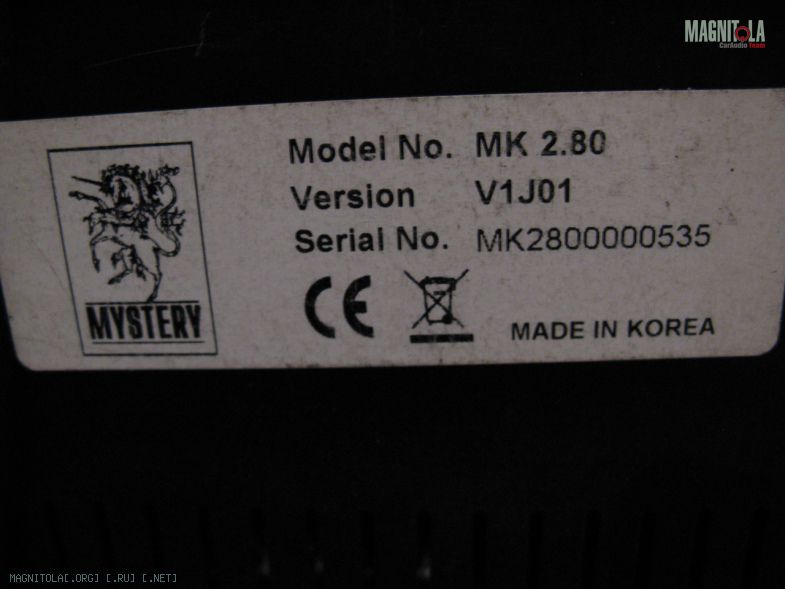 MAGNITOLA
CarAudio Team
Model No. MK 2.80
Version V1J01
Serial No. MK2800000535
MYSTERY
CE
MADE IN KOREA
MAGNITOLA[.ORG] [.RU] [.NET]